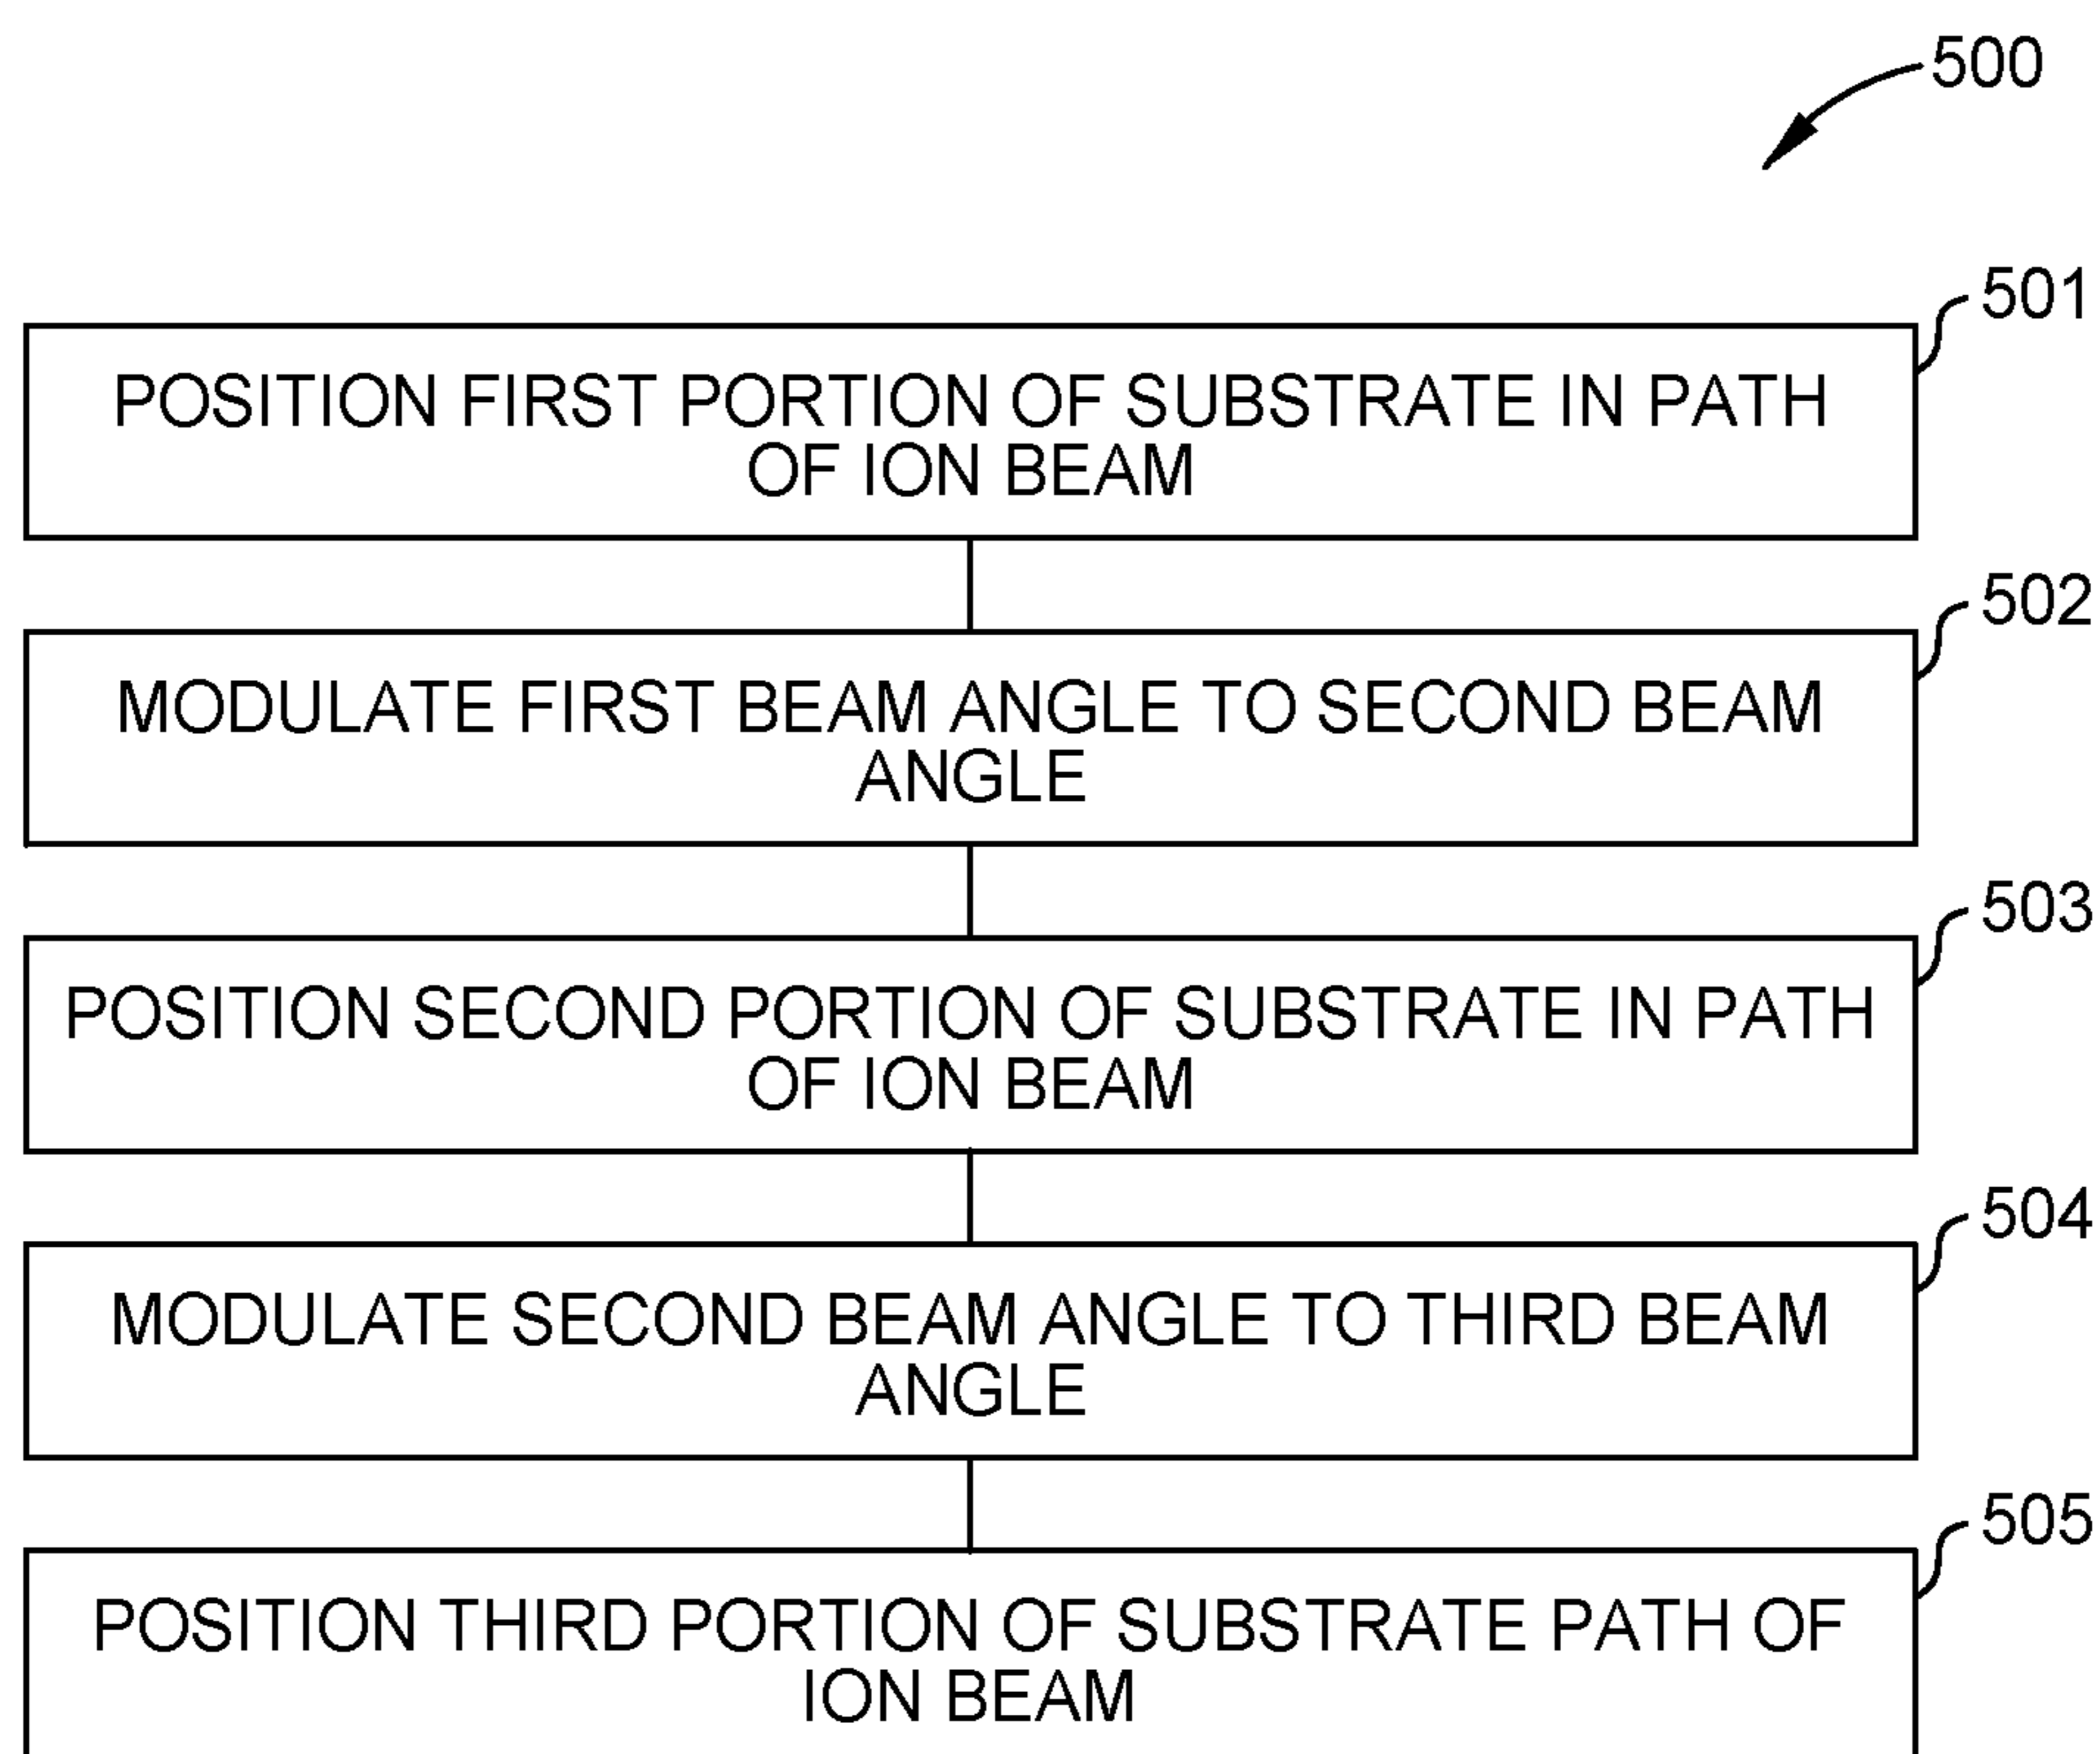 500
501
POSITION FIRST PORTION OF SUBSTRATE IN PATH
OF ION BEAM
502
MODULATE FIRST BEAM ANGLE TO SECOND BEAM
ANGLE
503
POSITION SECOND PORTION OF SUBSTRATE IN PATH
OF ION BEAM
504
MODULATE SECOND BEAM ANGLE TO THIRD BEAM
ANGLE
505
POSITION THIRD PORTION OF SUBSTRATE PATH OF
ION BEAM